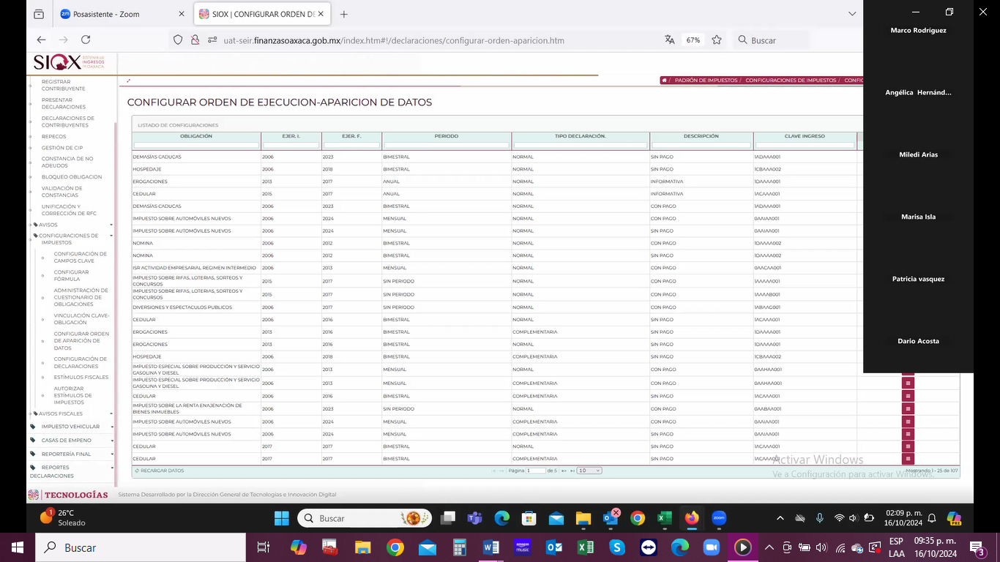 Posasistente - Zoom
SIOX | CONFIGURAR ORDEN DE
uat-seir.finanzasoaxaca.gob.mx/index.htm#!/declaraciones/configurar-orden-aparicion.htm
67%
Buscar
SIOX SISTEMA DE INGRESOS DE OAXACA
REGISTRAR CONTRIBUYENTE
PRESENTAR DECLARACIONES
DECLARACIONES DE CONTRIBUYENTES
REPECOS
GESTIÓN DE CIP
CONSTANCIA DE NO ADEUDOS
BLOQUEO OBLIGACION
VALIDACIÓN DE CONSTANCIAS
UNIFICACIÓN Y CORRECCIÓN DE RFC
AVISOS
CONFIGURACIONES DE IMPUESTOS
CONFIGURACIÓN DE CAMPOS CLAVE
CONFIGURAR FÓRMULA
ADMINISTRACIÓN DE CUESTIONARIO DE OBLIGACIONES
VINCULACIÓN CLAVE-OBLIGACIÓN
CONFIGURAR ORDEN DE APARICIÓN DE DATOS
CONFIGURACIÓN DE DECLARACIONES
ESTÍMULOS FISCALES
AUTORIZAR ESTÍMULOS DE IMPUESTOS
AVISOS FISCALES
IMPUESTO VEHICULAR
CASAS DE EMPENO
REPORTERÍA FINAL
REPORTES DECLARACIONES
/ PADRÓN DE IMPUESTOS / CONFIGURACIONES DE IMPUESTOS / CONFIG
CONFIGURAR ORDEN DE EJECUCION-APARICION DE DATOS
LISTADO DE CONFIGURACIONES
OBLIGACIÓN EJER. I. EJER. F. PERIODO TIPO DECLARACIÓN. DESCRIPCIÓN CLAVE INGRESO
DEMASÍAS CADUCAS 2006 2023 BIMESTRAL NORMAL SIN PAGO 1ADAAA001
HOSPEDAJE 2006 2018 BIMESTRAL NORMAL SIN PAGO 1CBAAA002
EROGACIONES 2013 2017 ANUAL NORMAL INFORMATIVA 1DAAAA001
CEDULAR 2015 2017 ANUAL NORMAL INFORMATIVA 1ACAAA001
DEMASÍAS CADUCAS 2006 2023 BIMESTRAL NORMAL CON PAGO 1ADAAA001
IMPUESTO SOBRE AUTOMÓVILES NUEVOS 2006 2024 MENSUAL NORMAL CON PAGO 0AAIAA001
IMPUESTO SOBRE AUTOMÓVILES NUEVOS 2006 2024 MENSUAL NORMAL SIN PAGO 0AAIAA001
NOMINA 2006 2012 BIMESTRAL NORMAL CON PAGO 1DAAAA002
NOMINA 2006 2012 BIMESTRAL NORMAL SIN PAGO 1DAAAA002
ISR ACTIVIDAD EMPRESARIAL REGIMEN INTERMEDIO 2006 2013 MENSUAL NORMAL CON PAGO 0AACAA001
IMPUESTO SOBRE RIFAS, LOTERIAS, SORTEOS Y CONCURSOS 2015 2017 SIN PERIODO NORMAL CON PAGO 1AAAAA001
IMPUESTO SOBRE RIFAS, LOTERIAS, SORTEOS Y CONCURSOS 2015 2017 SIN PERIODO NORMAL CON PAGO 1AAAAB001
DIVERSIONES Y ESPECTACULOS PUBLICOS 2006 2017 SIN PERIODO NORMAL CON PAGO 1ABAAG001
CEDULAR 2006 2016 BIMESTRAL NORMAL SIN PAGO 1ACAAA001
EROGACIONES 2013 2016 BIMESTRAL COMPLEMENTARIA SIN PAGO 1DAAAA001
EROGACIONES 2013 2016 BIMESTRAL NORMAL SIN PAGO 1DAAAA001
HOSPEDAJE 2006 2018 BIMESTRAL COMPLEMENTARIA SIN PAGO 1CBAAA002
IMPUESTO ESPECIAL SOBRE PRODUCCIÓN Y SERVICIO GASOLINA Y DIESEL 2006 2013 MENSUAL NORMAL CON PAGO 0AAHAA001
IMPUESTO ESPECIAL SOBRE PRODUCCIÓN Y SERVICIO GASOLINA Y DIESEL 2006 2013 MENSUAL COMPLEMENTARIA CON PAGO 0AAHAA001
CEDULAR 2006 2016 BIMESTRAL COMPLEMENTARIA SIN PAGO 1ACAAA001
IMPUESTO SOBRE LA RENTA ENAJENACIÓN DE BIENES INMUEBLES 2006 2023 SIN PERIODO NORMAL CON PAGO 0AABAA001
IMPUESTO SOBRE AUTOMÓVILES NUEVOS 2006 2024 MENSUAL COMPLEMENTARIA CON PAGO 0AAIAA001
IMPUESTO SOBRE AUTOMÓVILES NUEVOS 2006 2024 MENSUAL COMPLEMENTARIA SIN PAGO 0AAIAA001
CEDULAR 2017 2017 BIMESTRAL NORMAL SIN PAGO 1ACAAA001
CEDULAR 2017 2017 BIMESTRAL COMPLEMENTARIA SIN PAGO 1ACAAA001
RECARGAR DATOS Página 1 de 5 10 Mostrando 1 - 25 de 107
Activar Windows
Ve a Configuración para activar Windows.
TECNOLOGÍAS Sistema Desarrollado por la Dirección General de Tecnologías e Innovación Digital
Marco Rodríguez
Angélica Hernánd...
Miledi Arias
Marisa Isla
Patricia vasquez
Dario Acosta
1
26°C
Soleado
Buscar
zoom
02:09 p. m.
16/10/2024
PRE
Buscar
amazon music
ESP
LAA
09:35 p. m.
16/10/2024
3